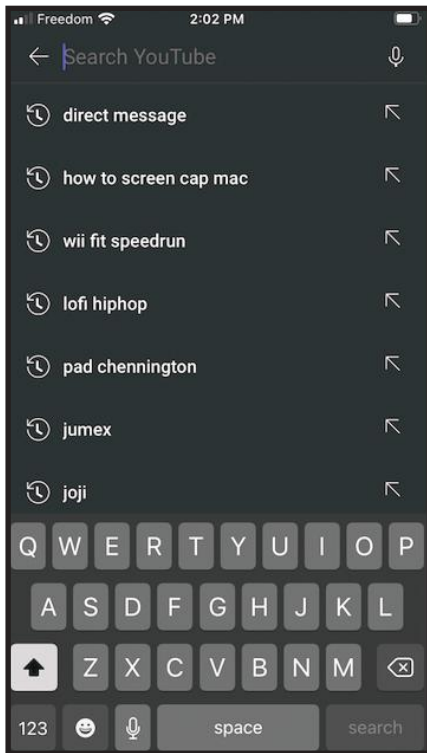 Freedom 2:02 PM
Search YouTube
direct message
how to screen cap mac
wii fit speedrun
lofi hiphop
pad chennington
jumex
joji
Q W E R T Y U I O P
A S D F G H J K L
Z X C V B N M
123 space search